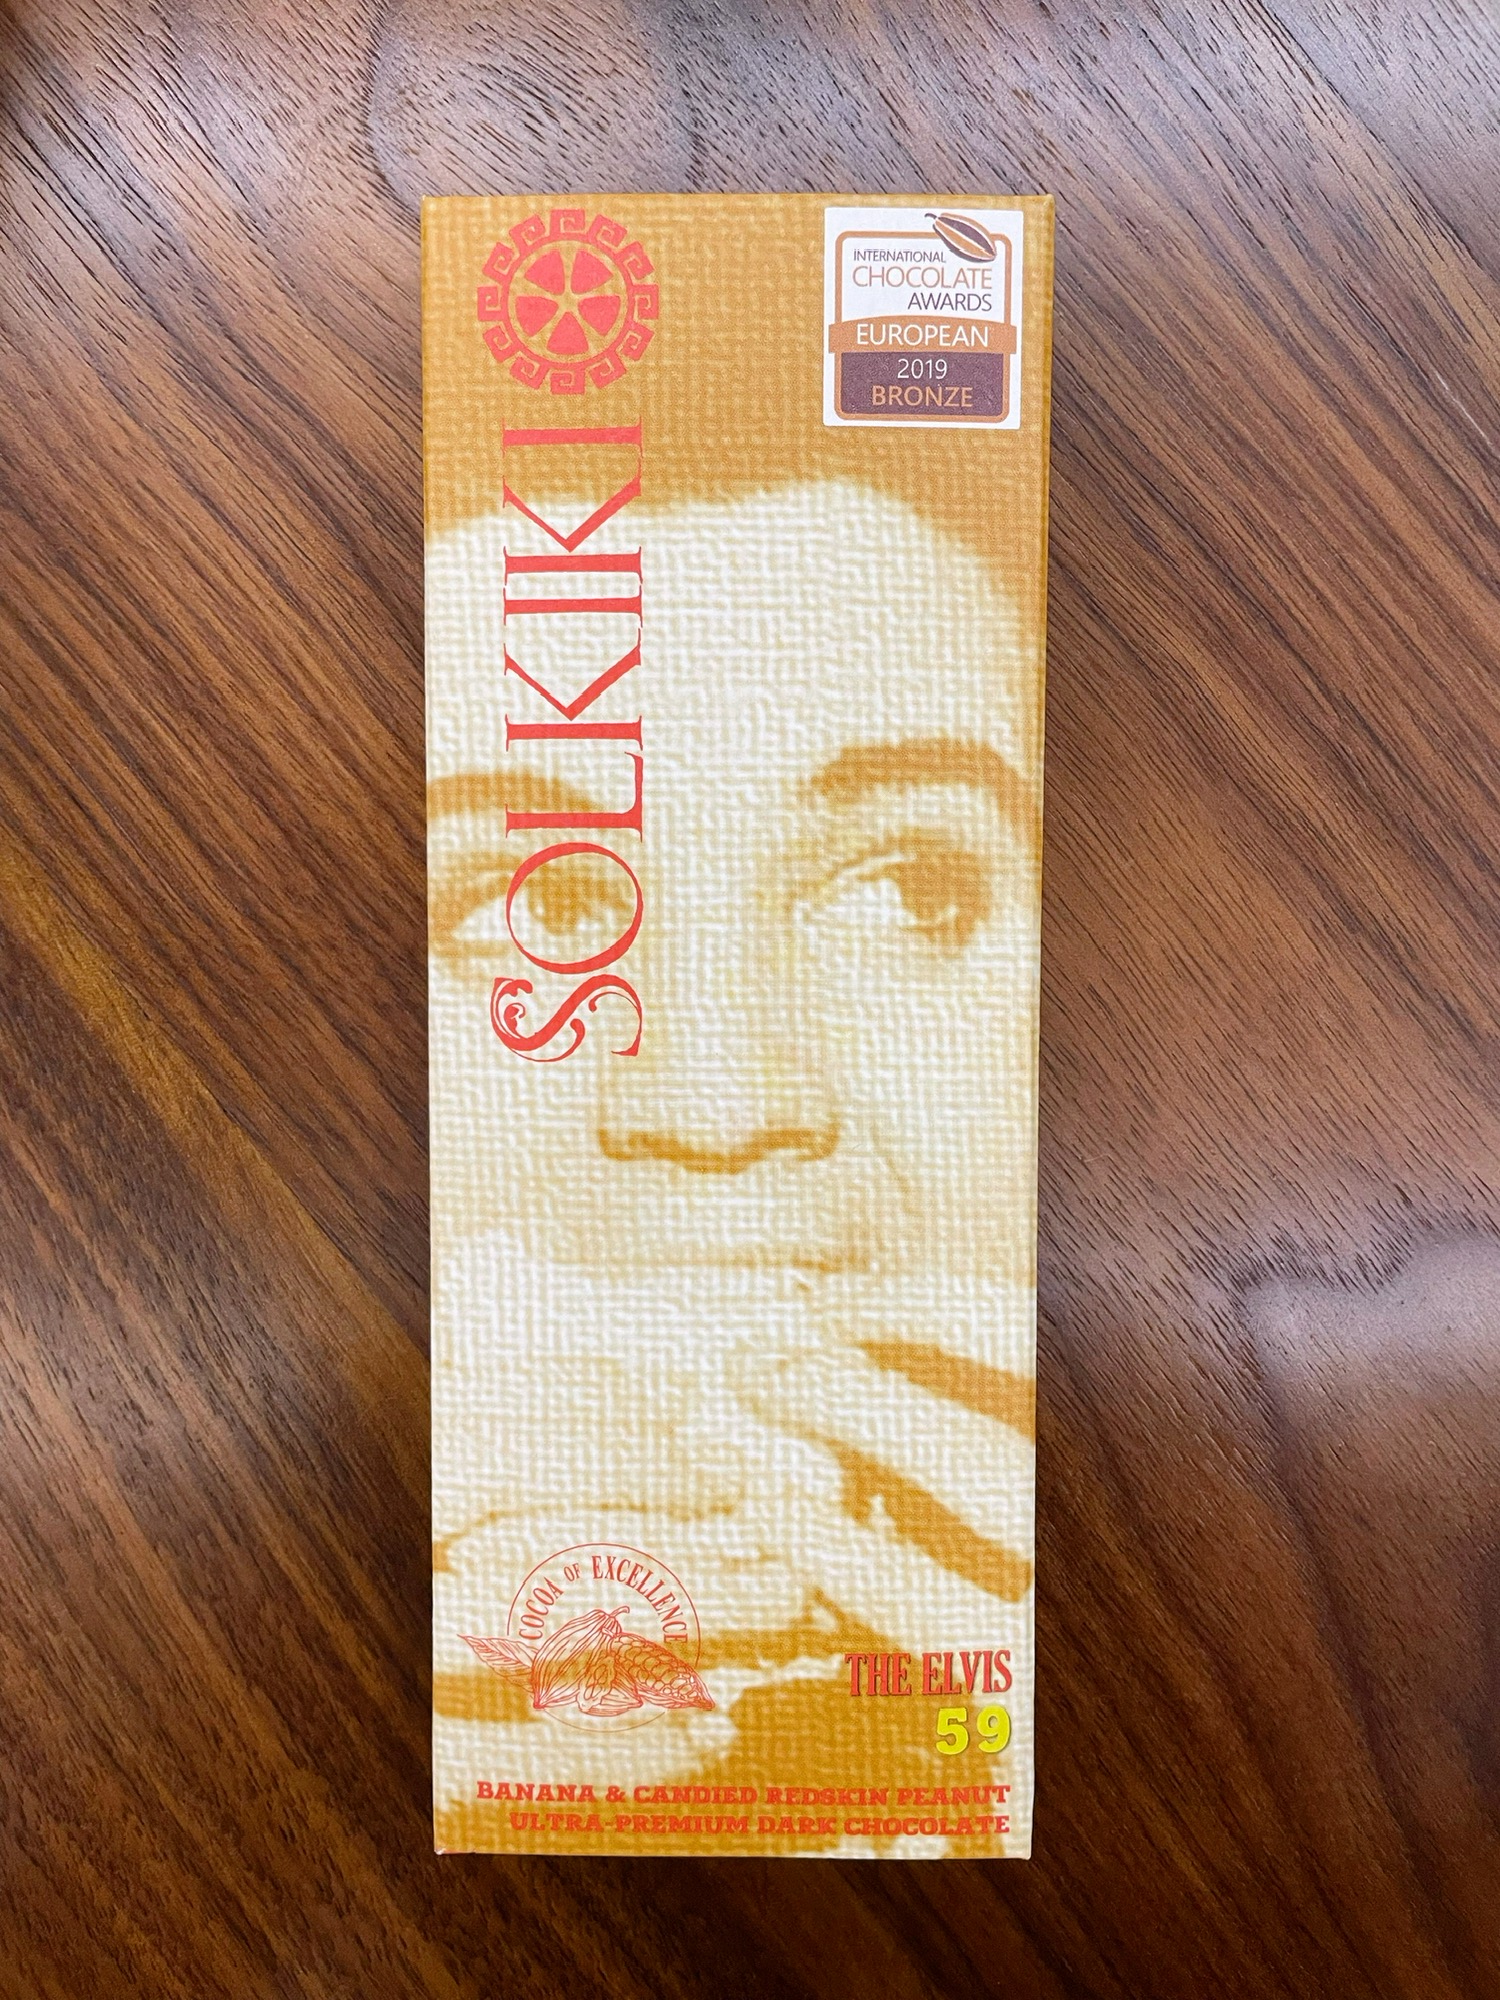 SOLKIKI
INTERNATIONAL
CHOCOLATE
AWARDS
EUROPEAN
2019
BRONZE
COCOA OF EXCELLENCE
THE ELVIS
59
BANANA & CANDIED REDSKIN PEANUT
ULTRA-PREMIUM DARK CHOCOLATE